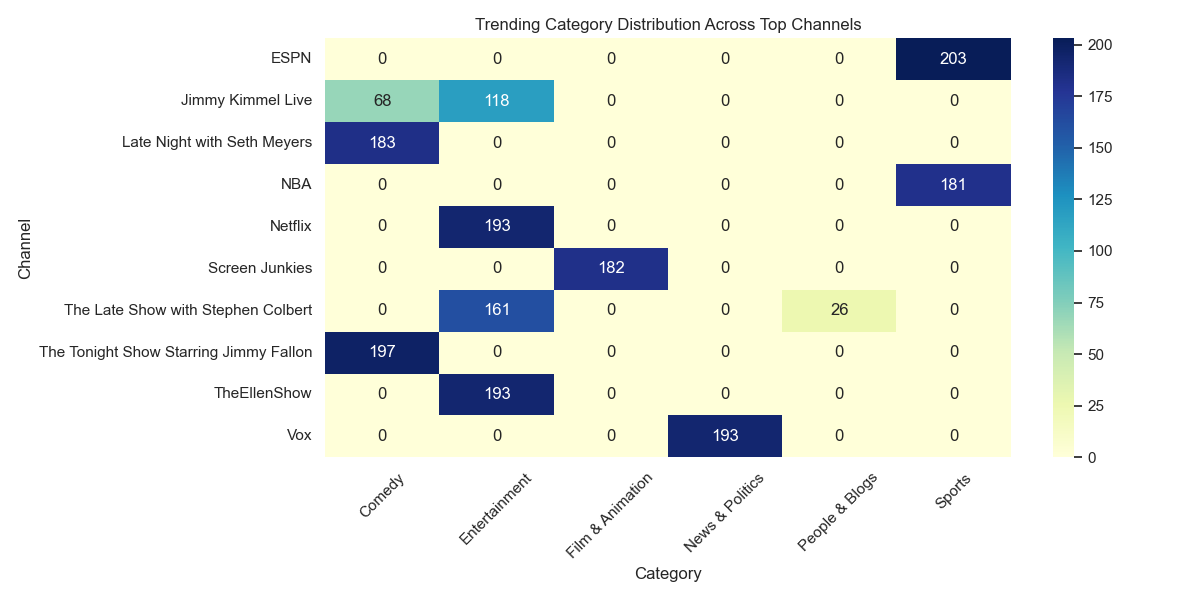 Trending Category Distribution Across Top Channels
ESPN 0 0 0 0 0 203
Jimmy Kimmel Live 68 118 0 0 0 0
Late Night with Seth Meyers 183 0 0 0 0 0
NBA 0 0 0 0 0 181
Netflix 0 193 0 0 0 0
Screen Junkies 0 0 182 0 0 0
The Late Show with Stephen Colbert 0 161 0 0 26 0
The Tonight Show Starring Jimmy Fallon 197 0 0 0 0 0
TheEllenShow 0 193 0 0 0 0
Vox 0 0 0 193 0 0
Channel
Comedy Entertainment Film & Animation News & Politics People & Blogs Sports
Category
200
175
150
125
100
75
50
25
0